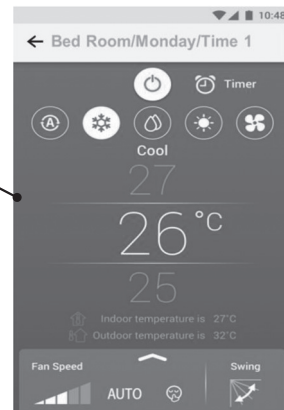 10:48
Bed Room/Monday/Time 1
Timer
A
Cool
27
26°C
25
Indoor temperature is 27°C
Outdoor temperature is 32°C
Fan Speed
Swing
AUTO